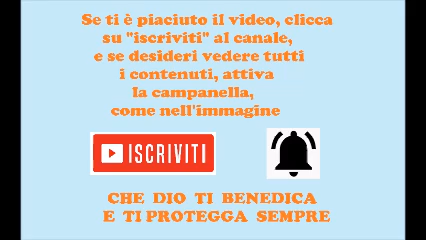 Se ti è piaciuto il video, clicca
su "iscriviti" al canale,
e se desideri vedere tutti
i contenuti, attiva
la campanella,
come nell'immagine
ISCRIVITI
CHE DIO TI BENEDICA
E TI PROTEGGA SEMPRE